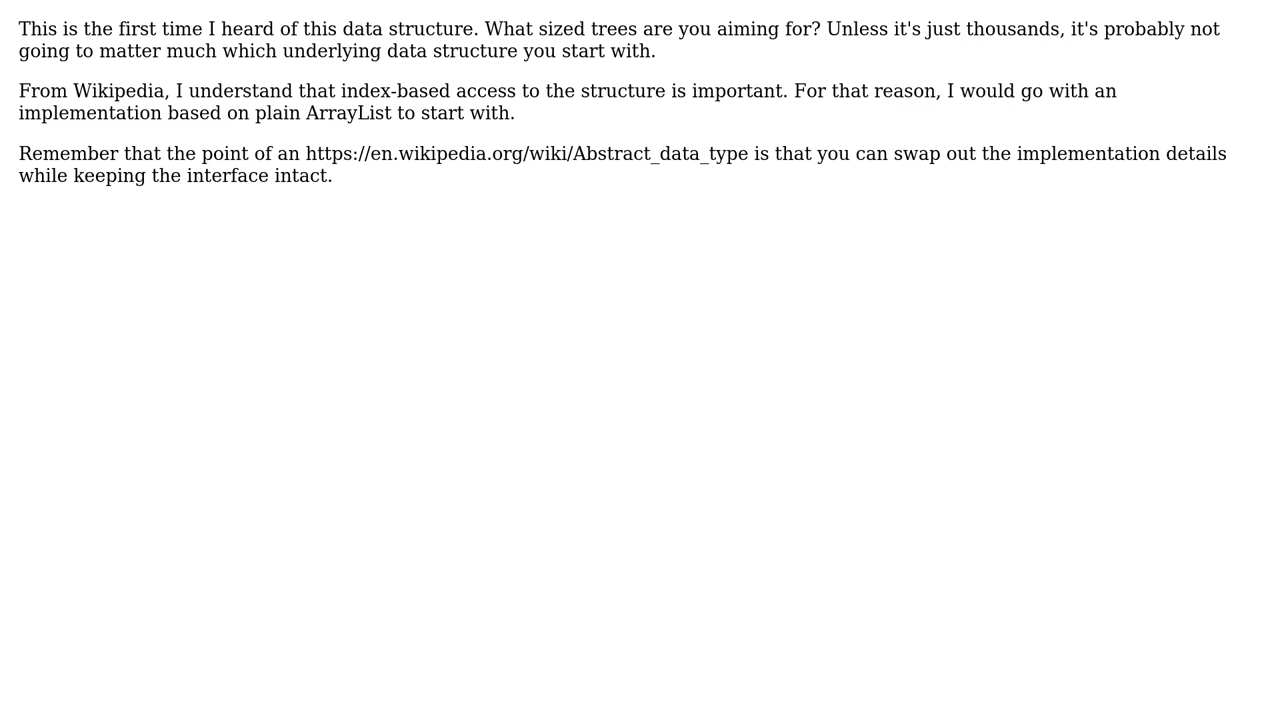 This is the first time I heard of this data structure. What sized trees are you aiming for? Unless it's just thousands, it's probably not
going to matter much which underlying data structure you start with.
From Wikipedia, I understand that index-based access to the structure is important. For that reason, I would go with an
implementation based on plain ArrayList to start with.
Remember that the point of an https://en.wikipedia.org/wiki/Abstract_data_type is that you can swap out the implementation details
while keeping the interface intact.